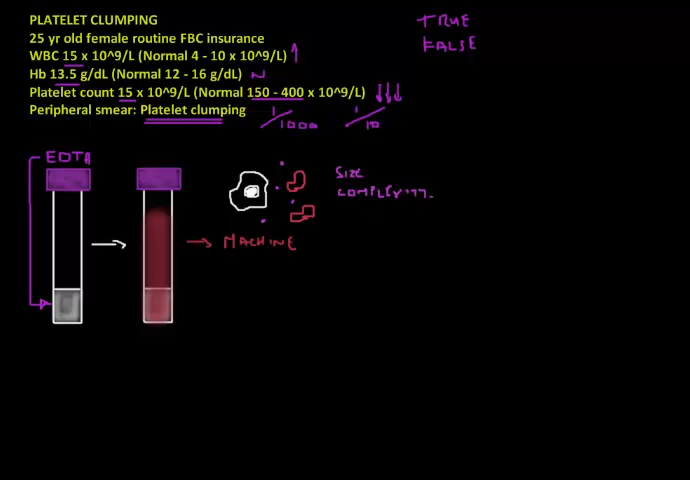 PLATELET CLUMPING
25 yr old female routine FBC insurance
WBC 15 x 10^9/L (Normal 4 - 10 x 10^9/L)
Hb 13.5 g/dL (Normal 12 - 16 g/dL) N
Platelet count 15 x 10^9/L (Normal 150 - 400 x 10^9/L)
Peripheral smear: Platelet clumping
1/1000 1/10
TRUE
FALSE
EDTA
SIZE
MACHINE